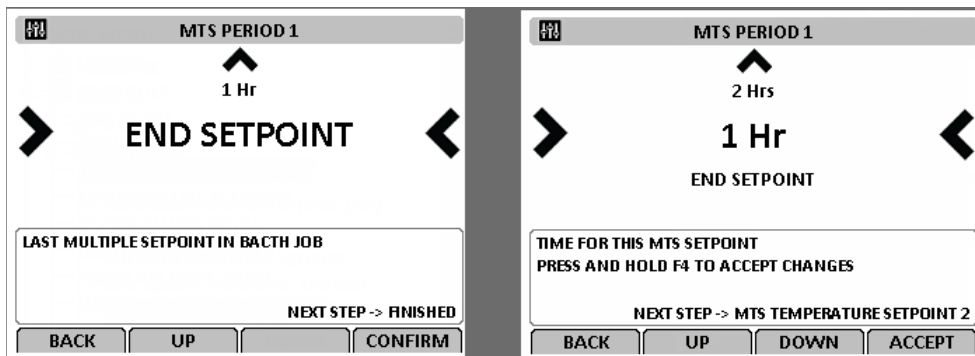 MTS PERIOD 1
1 Hr
END SETPOINT
LAST MULTIPLE SETPOINT IN BACTH JOB
NEXT STEP -> FINISHED
BACK UP CONFIRM
MTS PERIOD 1
2 Hrs
1 Hr
END SETPOINT
TIME FOR THIS MTS SETPOINT
PRESS AND HOLD F4 TO ACCEPT CHANGES
NEXT STEP -> MTS TEMPERATURE SETPOINT 2
BACK UP DOWN ACCEPT